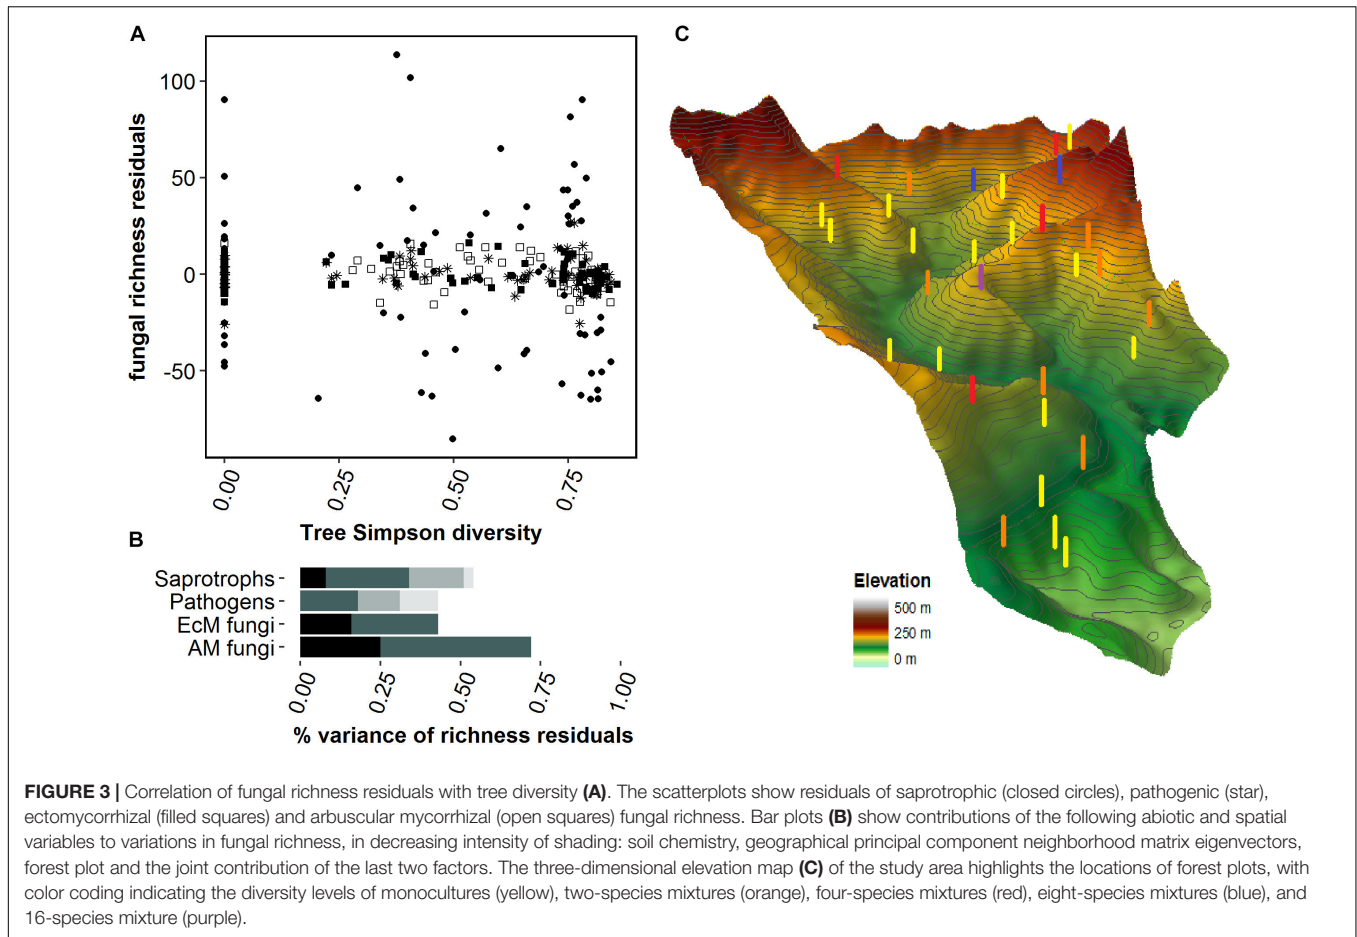 A
fungal richness residuals
100
50
0
-50
0.00
0.25
0.50
0.75
Tree Simpson diversity
B
Saprotrophs
Pathogens
EcM fungi
AM fungi
0.00
0.25
0.50
0.75
1.00
% variance of richness residuals
C
Elevation
500 m
250 m
0 m
FIGURE 3 | Correlation of fungal richness residuals with tree diversity (A). The scatterplots show residuals of saprotrophic (closed circles), pathogenic (star),
ectomycorrhizal (filled squares) and arbuscular mycorrhizal (open squares) fungal richness. Bar plots (B) show contributions of the following abiotic and spatial
variables to variations in fungal richness, in decreasing intensity of shading: soil chemistry, geographical principal component neighborhood matrix eigenvectors,
forest plot and the joint contribution of the last two factors. The three-dimensional elevation map (C) of the study area highlights the locations of forest plots, with
color coding indicating the diversity levels of monocultures (yellow), two-species mixtures (orange), four-species mixtures (red), eight-species mixtures (blue), and
16-species mixture (purple).